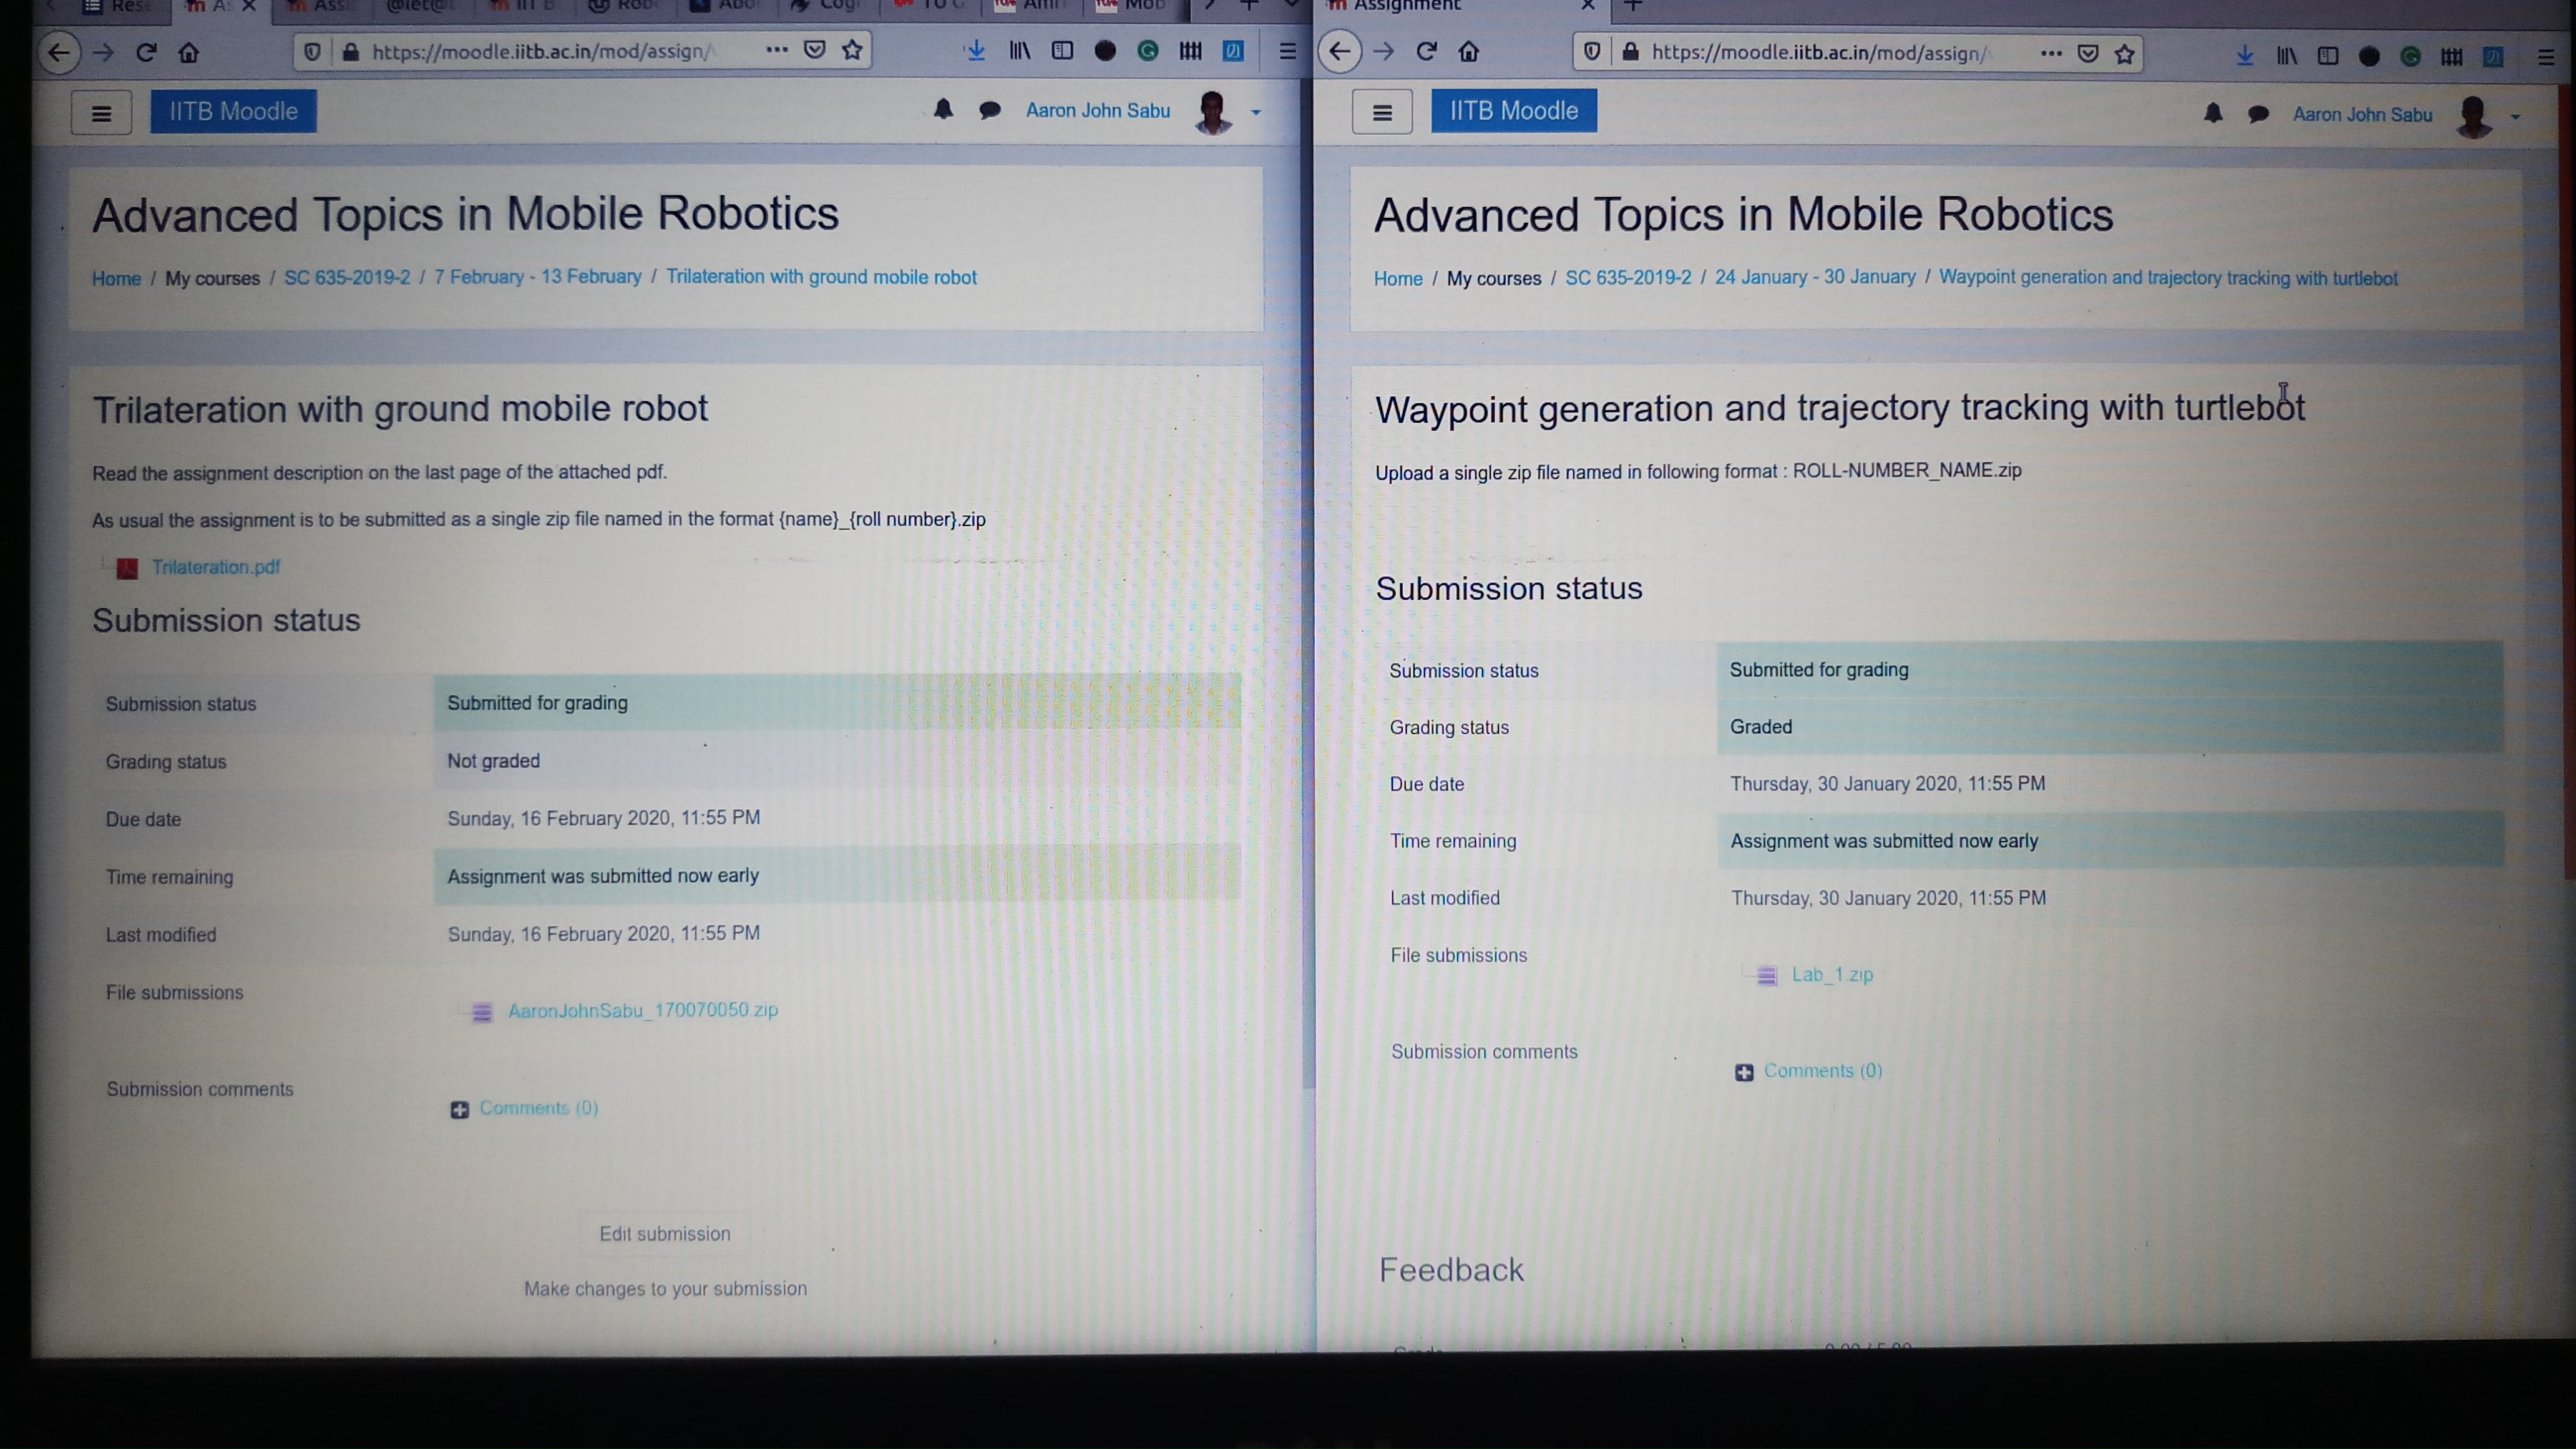 https://moodle.iitb.ac.in/mod/assign/
IITB Moodle
Aaron John Sabu
Advanced Topics in Mobile Robotics
Home / My courses / SC 635-2019-2 / 7 February - 13 February / Trilateration with ground mobile robot
Trilateration with ground mobile robot
Read the assignment description on the last page of the attached pdf.
As usual the assignment is to be submitted as a single zip file named in the format {name}_{roll number}.zip
Trilateration.pdf
Submission status
Submission status Submitted for grading
Grading status Not graded
Due date Sunday, 16 February 2020, 11:55 PM
Time remaining Assignment was submitted now early
Last modified Sunday, 16 February 2020, 11:55 PM
File submissions AaronJohnSabu_170070050.zip
Submission comments Comments (0)
Edit submission
Make changes to your submission
Assignment
https://moodle.iitb.ac.in/mod/assign/
IITB Moodle
Aaron John Sabu
Advanced Topics in Mobile Robotics
Home / My courses / SC 635-2019-2 / 24 January - 30 January / Waypoint generation and trajectory tracking with turtlebot
Waypoint generation and trajectory tracking with turtlebot
Upload a single zip file named in following format : ROLL-NUMBER_NAME.zip
Submission status
Submission status Submitted for grading
Grading status Graded
Due date Thursday, 30 January 2020, 11:55 PM
Time remaining Assignment was submitted now early
Last modified Thursday, 30 January 2020, 11:55 PM
File submissions Lab_1.zip
Submission comments Comments (0)
Feedback